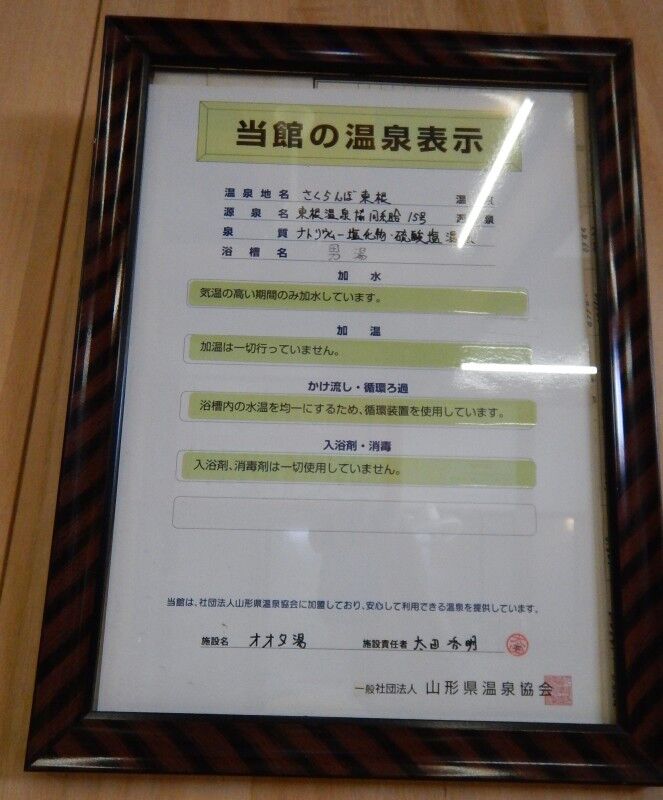 当館の温泉表示
温泉地名 さくらんぼ東根 温泉
源泉名 東根温泉協同組合15号 源泉
泉質 ナトリウム-塩化物・硫酸塩温泉
浴槽名 男湯
加水
気温の高い期間のみ加水しています。
加温
加温は一切行っていません。
かけ流し・循環ろ過
浴槽内の水温を均一にするため、循環装置を使用しています。
入浴剤・消毒
入浴剤、消毒剤は一切使用していません。
当館は、社団法人山形県温泉協会に加盟しており、安心して利用できる温泉を提供しています。
施設名 オオタ湯 施設責任者 太田秀明
一般社団法人 山形県温泉協会